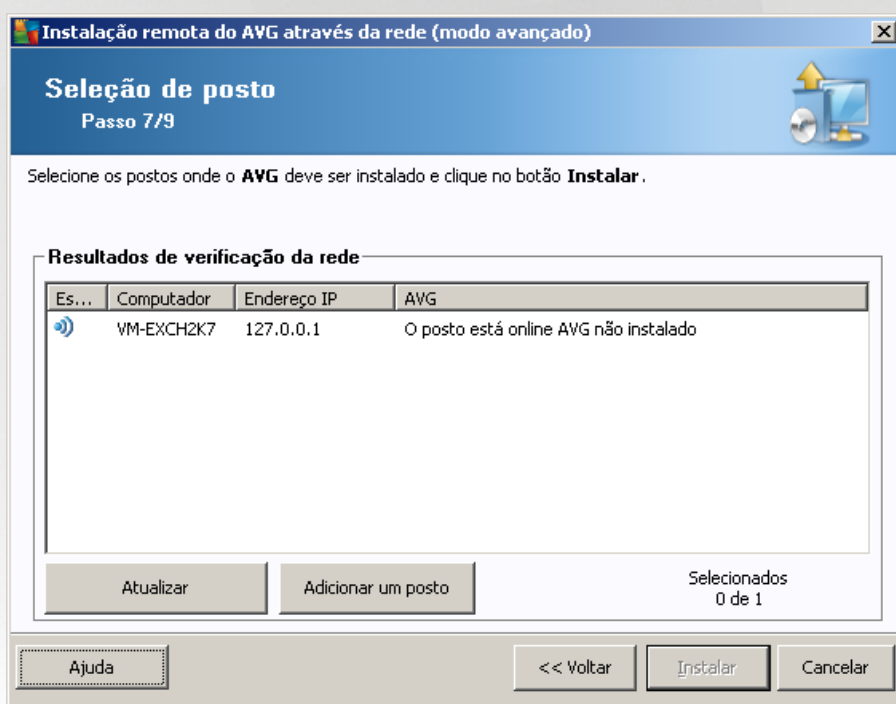 Instalação remota do AVG através da rede (modo avançado)
Seleção de posto
Passo 7/9
Selecione os postos onde o AVG deve ser instalado e clique no botão Instalar.
Resultados de verificação da rede
Es... Computador Endereço IP AVG
VM-EXCH2K7 127.0.0.1 O posto está online AVG não instalado
Atualizar Adicionar um posto Selecionados
0 de 1
Ajuda << Voltar Instalar Cancelar